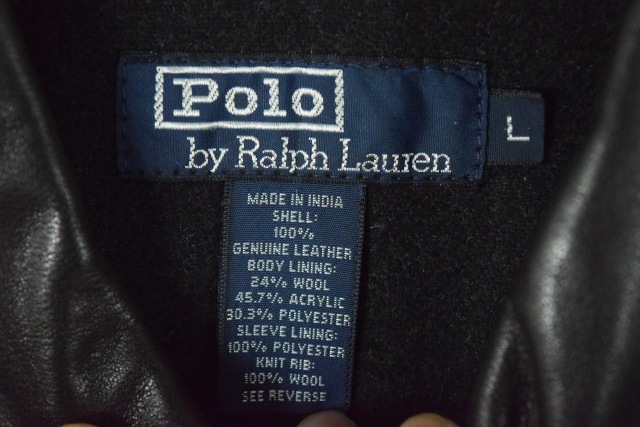 Polo
by Ralph Lauren
L
MADE IN INDIA
SHELL:
100%
GENUINE LEATHER
BODY LINING:
24% WOOL
45.7% ACRYLIC
30.3% POLYESTER
SLEEVE LINING:
100% POLYESTER
KNIT RIB:
100% WOOL
SEE REVERSE